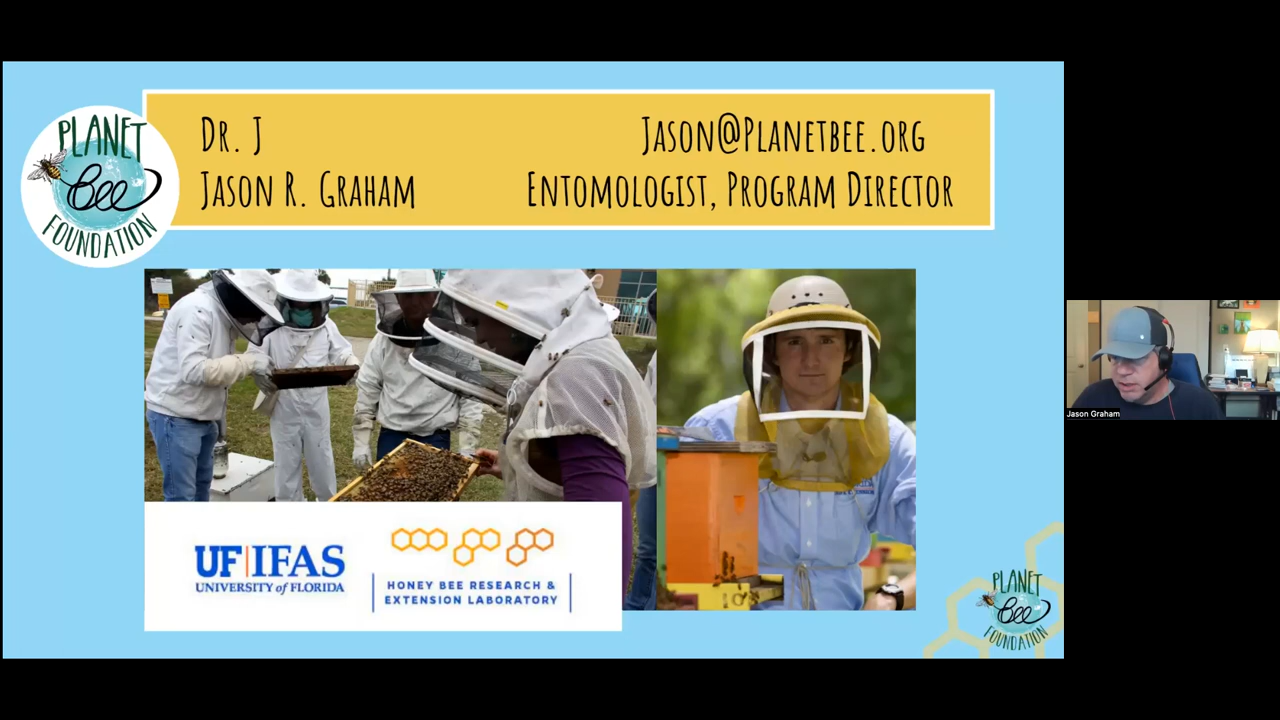 PLANET
Bee
FOUNDATION
DR. J
JASON R. GRAHAM
JASON@PLANETBEE.ORG
ENTOMOLOGIST, PROGRAM DIRECTOR
UF|IFAS
UNIVERSITY of FLORIDA
HONEY BEE RESEARCH &
EXTENSION LABORATORY
PLANET
Bee
FOUNDATION
Jason Graham